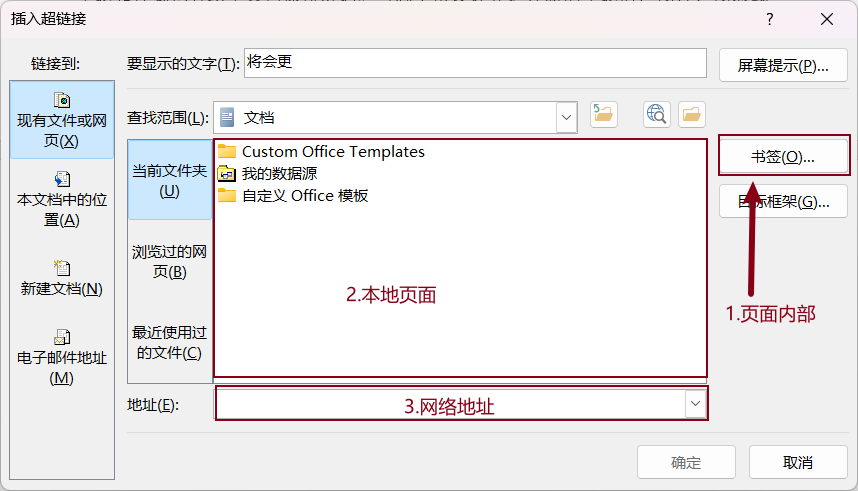 插入超链接
链接到:
要显示的文字(T):
将会更
屏幕提示(P)...
现有文件或网
页(X)
本文档中的位
置(A)
新建文档(N)
电子邮件地址
(M)
查找范围(L):
文档
当前文件夹
(U)
浏览过的网
页(B)
最近使用过
的文件(C)
Custom Office Templates
我的数据源
自定义 Office 模板
2.本地页面
书签(O)...
目标框架(G)...
1.页面内部
地址(E):
3.网络地址
确定
取消